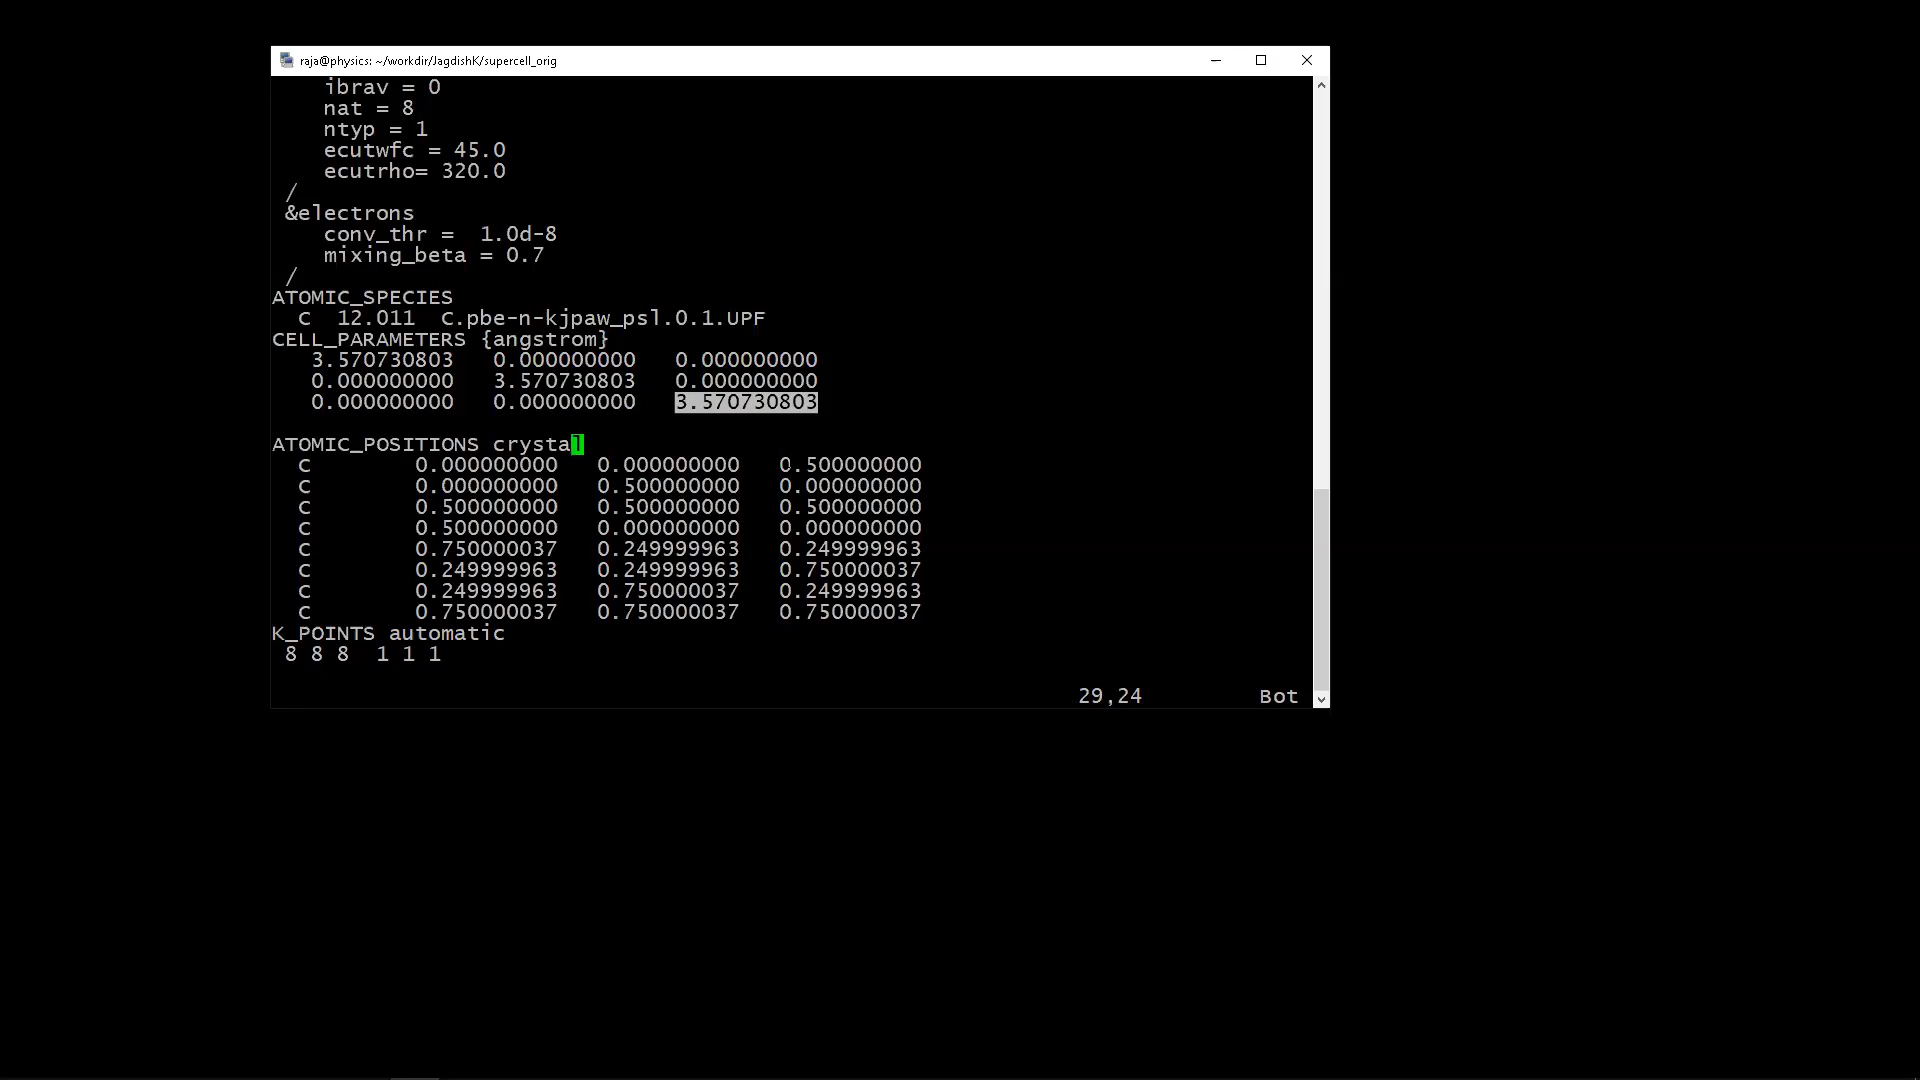 raja@physics: ~/workdir/JagdishK/supercell_orig
ibrav = 0
nat = 8
ntyp = 1
ecutwfc = 45.0
ecutrho= 320.0
/
&electrons
conv_thr =  1.0d-8
mixing_beta = 0.7
/
ATOMIC_SPECIES
C  12.011  C.pbe-n-kjpaw_psl.0.1.UPF
CELL_PARAMETERS {angstrom}
3.570730803   0.000000000   0.000000000
0.000000000   3.570730803   0.000000000
0.000000000   0.000000000   3.570730803
ATOMIC_POSITIONS crystal
C        0.000000000   0.000000000   0.500000000
C        0.000000000   0.500000000   0.000000000
C        0.500000000   0.500000000   0.500000000
C        0.500000000   0.000000000   0.000000000
C        0.750000037   0.249999963   0.249999963
C        0.249999963   0.249999963   0.750000037
C        0.249999963   0.750000037   0.249999963
C        0.750000037   0.750000037   0.750000037
K_POINTS automatic
8 8 8  1 1 1
29,24         Bot